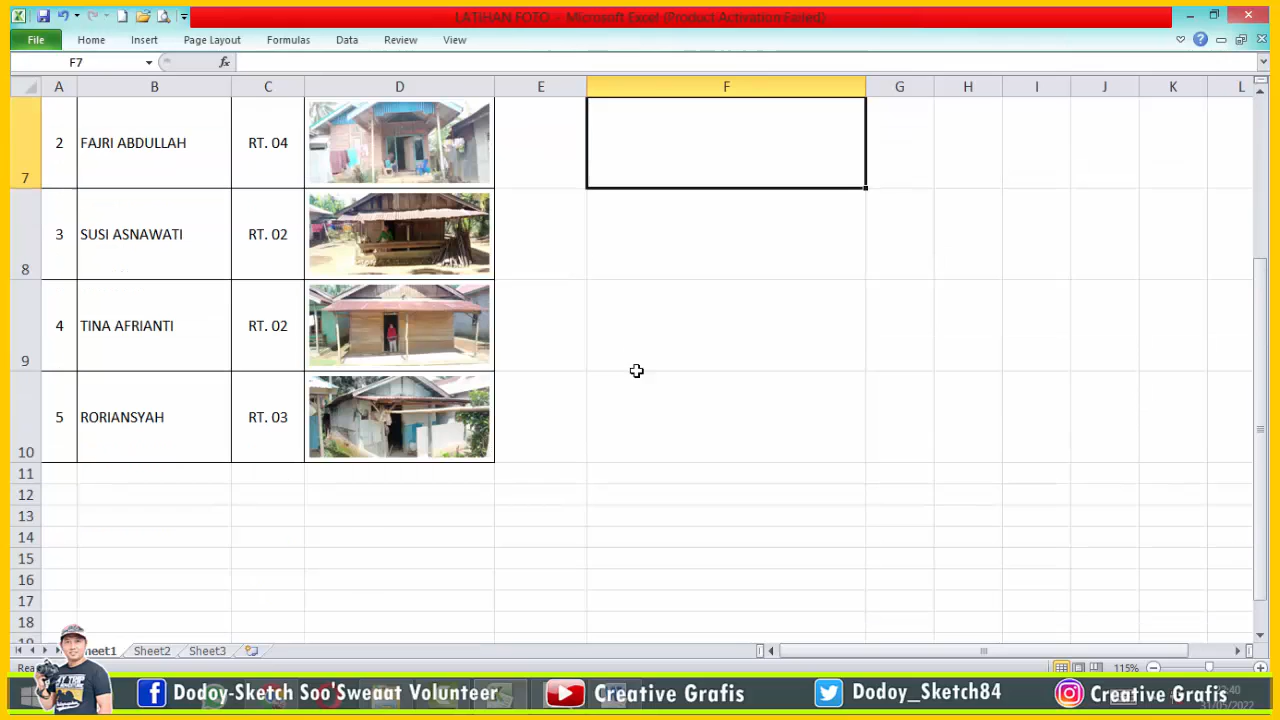 LATIHAN FOTO - Microsoft Excel (Product Activation Failed)
File Home Insert Page Layout Formulas Data Review View
F7 fx
A B C D E F G H I J K L
2 FAJRI ABDULLAH RT. 04
7
3 SUSI ASNAWATI RT. 02
8
4 TINA AFRIANTI RT. 02
9
5 RORIANSYAH RT. 03
10
11
12
13
14
15
16
17
18
Sheet2 Sheet3
115%
Dodoy-Sketch Soo'Sweaat Volunteer Creative Grafis Dodoy_Sketch84 Creative Grafis
31/05/2022